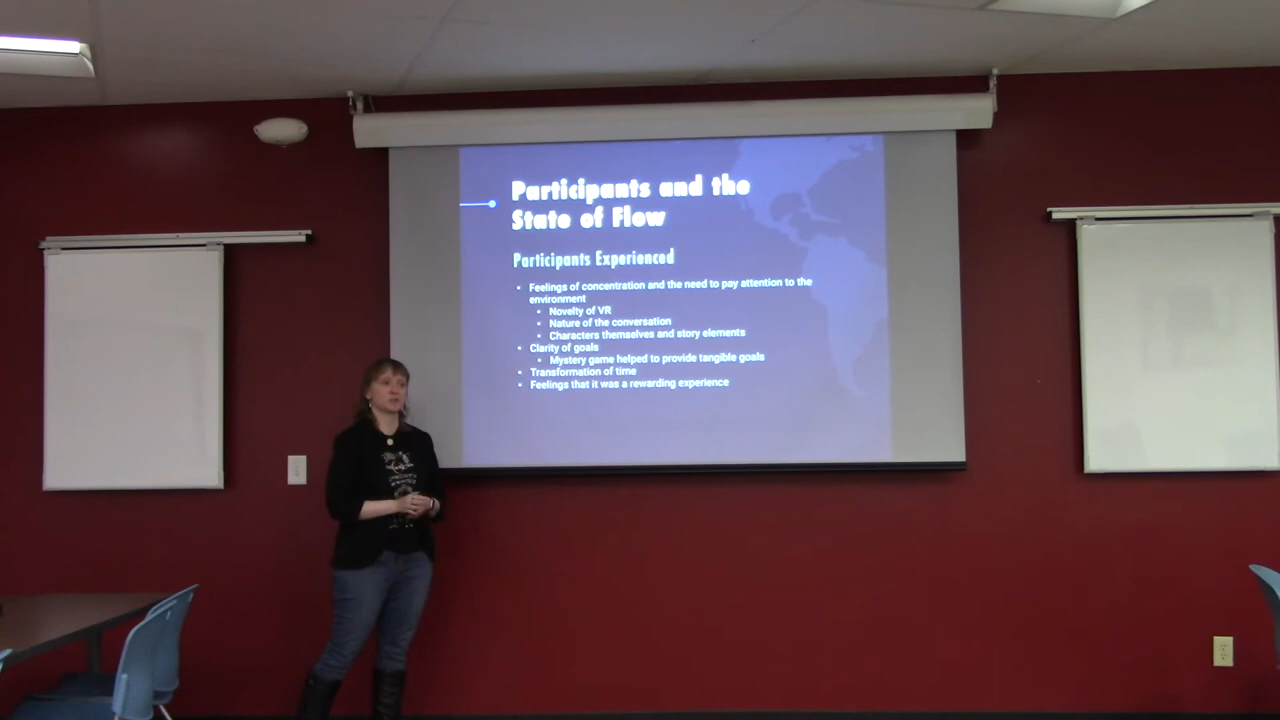 Participants and the
State of Flow
Participants Experienced
• Feelings of concentration and the need to pay attention to the
environment
• Novelty of VR
• Nature of the conversation
• Characters themselves and story elements
• Clarity of goals
• Mystery game helped to provide tangible goals
• Transformation of time
• Feelings that it was a rewarding experience